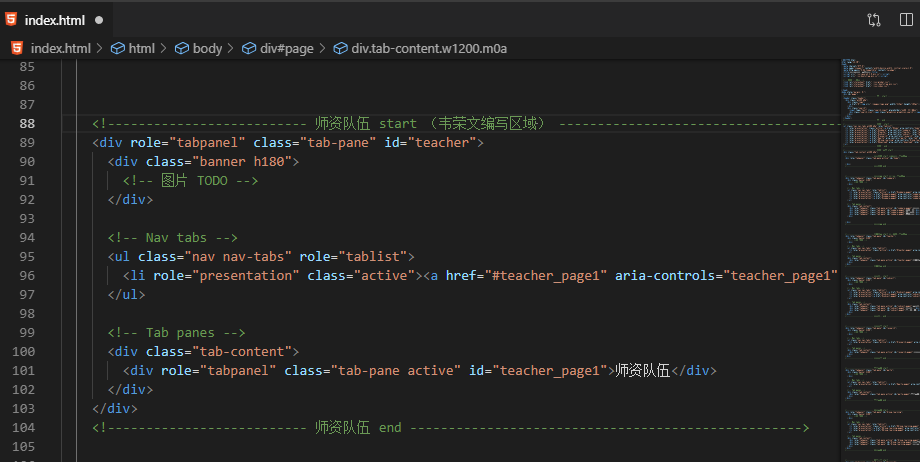 index.html
index.html > html > body > div#page > div.tab-content.w1200.m0a
85
86
87
88 <!-------------------------- 师资队伍 start （韦荣文编写区域） -------------------------------------
89 <div role="tabpanel" class="tab-pane" id="teacher">
90 <div class="banner h180">
91 <!-- 图片 TODO -->
92 </div>
93
94 <!-- Nav tabs -->
95 <ul class="nav nav-tabs" role="tablist">
96 <li role="presentation" class="active"><a href="#teacher_page1" aria-controls="teacher_page1"
97 </ul>
98
99 <!-- Tab panes -->
100 <div class="tab-content">
101 <div role="tabpanel" class="tab-pane active" id="teacher_page1">师资队伍</div>
102 </div>
103 </div>
104 <!-------------------------- 师资队伍 end --------------------------------------------------->
105